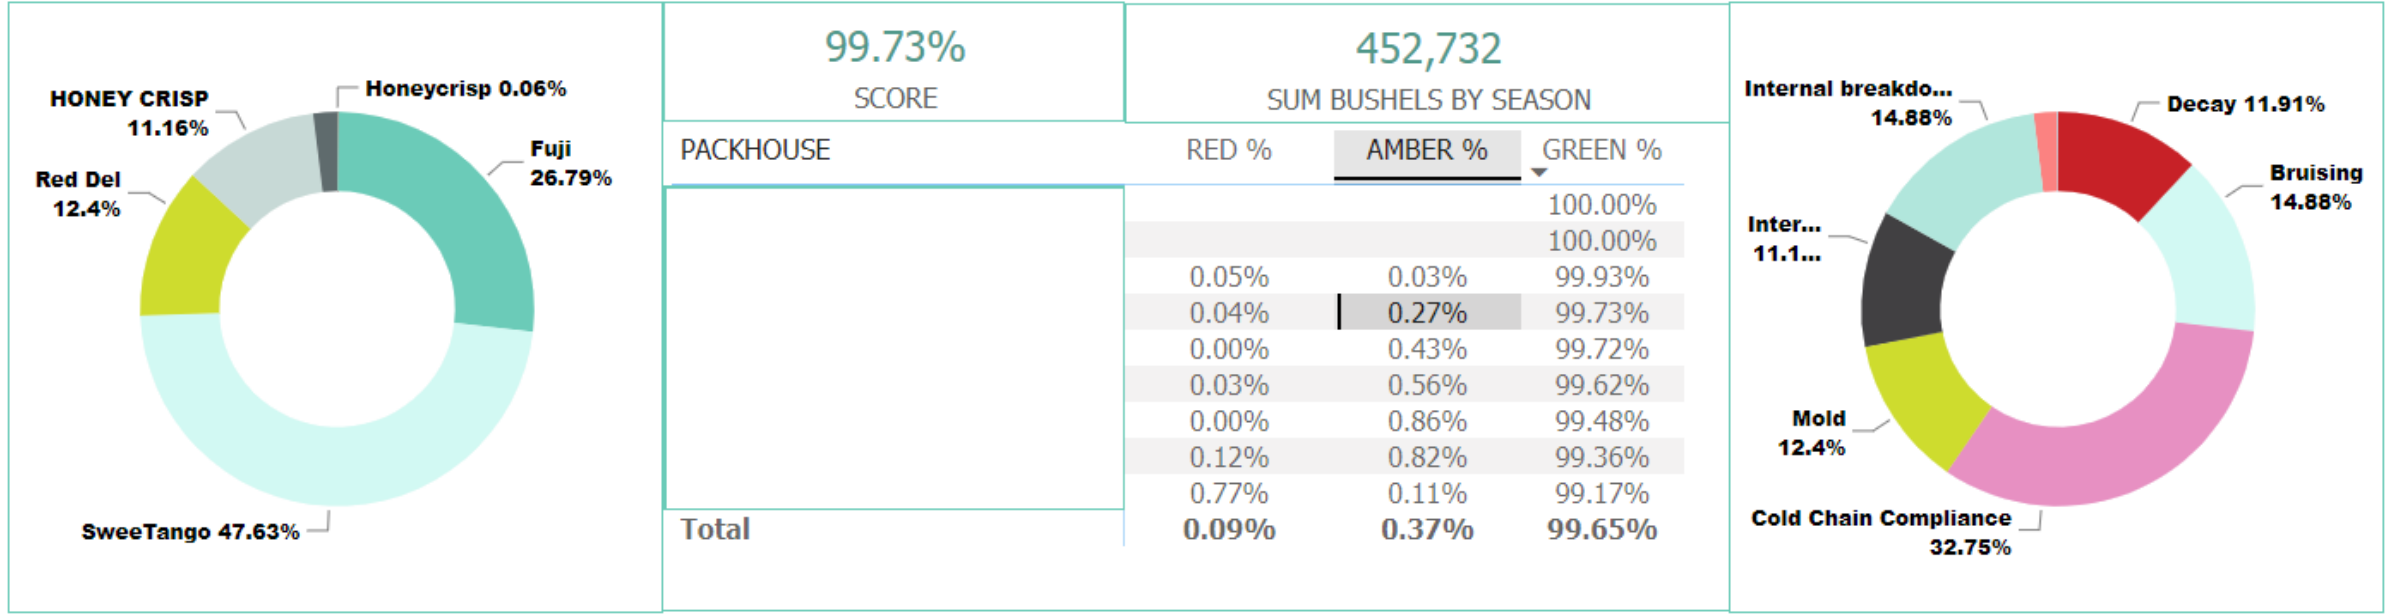 HONEY CRISP
11.16%
Honeycrisp 0.06%
Fuji
26.79%
Red Del
12.4%
SweeTango 47.63%
99.73%
SCORE
452,732
SUM BUSHELS BY SEASON
PACKHOUSE RED % AMBER % GREEN %
100.00%
100.00%
0.05% 0.03% 99.93%
0.04% 0.27% 99.73%
0.00% 0.43% 99.72%
0.03% 0.56% 99.62%
0.00% 0.86% 99.48%
0.12% 0.82% 99.36%
0.77% 0.11% 99.17%
Total 0.09% 0.37% 99.65%
Internal breakdo...
14.88%
Decay 11.91%
Bruising
14.88%
Inter...
11.1...
Mold
12.4%
Cold Chain Compliance
32.75%